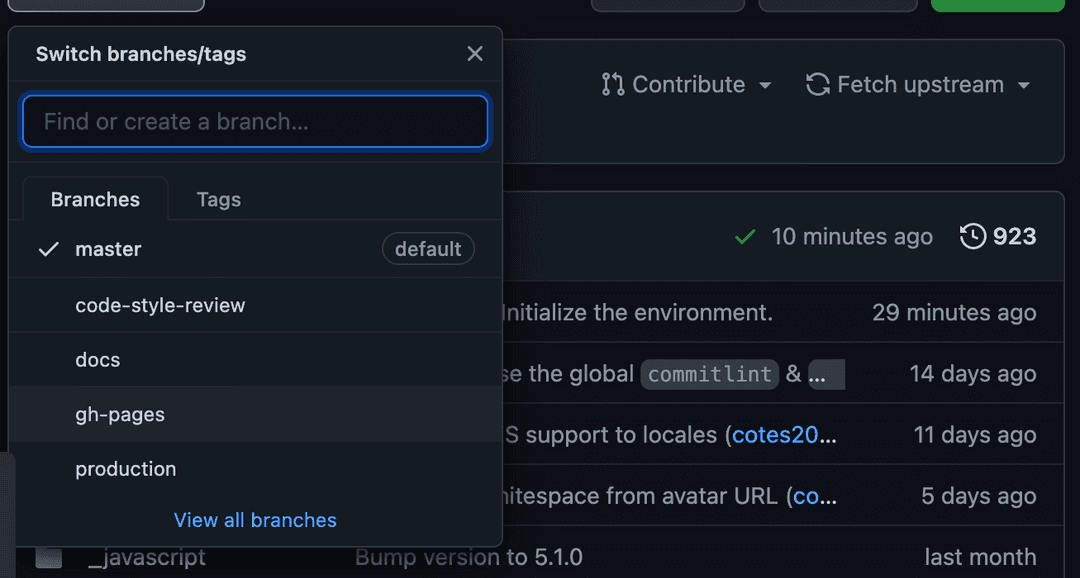 Switch branches/tags
Find or create a branch...
Branches Tags
master default
code-style-review
docs
gh-pages
production
View all branches
Contribute Fetch upstream
10 minutes ago 923
Initialize the environment. 29 minutes ago
the global commitlint & ... 14 days ago
S support to locales (cotes20... 11 days ago
from avatar URL (co... 5 days ago
_javascript Bump version to 5.1.0 last month